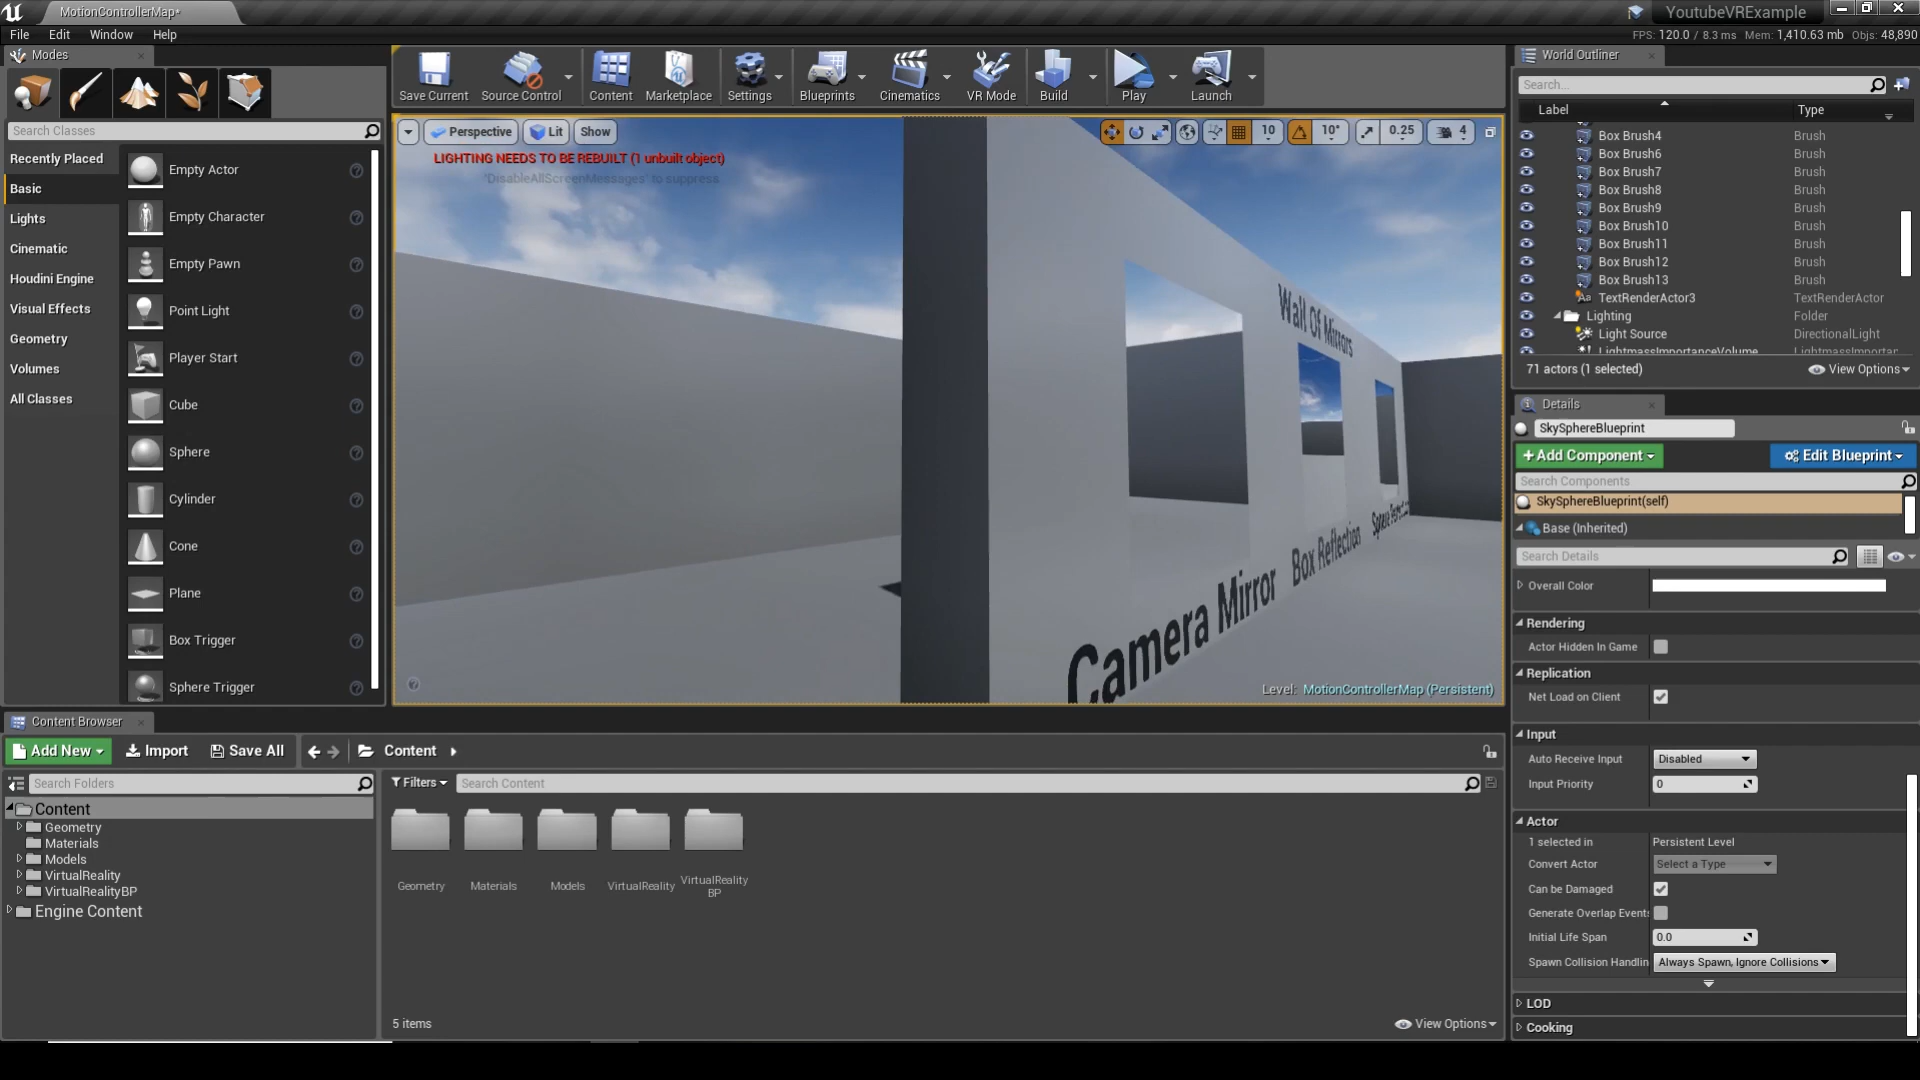 MotionControllerMap*
YoutubeVRExample
File Edit Window Help
FPS: 120.0 / 8.3 ms Mem: 1,410.63 mb Objs: 48,890
Modes
Search Classes
Recently Placed
Basic
Lights
Cinematic
Houdini Engine
Visual Effects
Geometry
Volumes
All Classes
Empty Actor
Empty Character
Empty Pawn
Point Light
Player Start
Cube
Sphere
Cylinder
Cone
Plane
Box Trigger
Sphere Trigger
Save Current Source Control Content Marketplace Settings Blueprints Cinematics VR Mode Build Play Launch
Perspective Lit Show 10 10° 0.25 4
LIGHTING NEEDS TO BE REBUILT (1 unbuilt object)
'DisableAllScreenMessages' to suppress
Wall Of Mirrors
Camera Mirror
Box Reflection
Level: MotionControllerMap (Persistent)
World Outliner
Search...
Label Type
Box Brush4 Brush
Box Brush6 Brush
Box Brush7 Brush
Box Brush8 Brush
Box Brush9 Brush
Box Brush10 Brush
Box Brush11 Brush
Box Brush12 Brush
Box Brush13 Brush
TextRenderActor3 TextRenderActor
Lighting Folder
Light Source DirectionalLight
LightmassImportanceVolume LightmassImportan
71 actors (1 selected) View Options
Details
SkySphereBlueprint
+Add Component Edit Blueprint
Search Components
SkySphereBlueprint(self)
Base (Inherited)
Search Details
Overall Color
Rendering
Actor Hidden In Game
Replication
Net Load on Client
Input
Auto Receive Input Disabled
Input Priority 0
Actor
1 selected in Persistent Level
Convert Actor Select a Type
Can be Damaged
Generate Overlap Events
Initial Life Span 0.0
Spawn Collision Handlin Always Spawn, Ignore Collisions
LOD
Cooking
Content Browser
Add New Import Save All Content
Search Folders
Content
Geometry
Materials
Models
VirtualReality
VirtualRealityBP
Engine Content
Filters Search Content
Geometry Materials Models VirtualReality VirtualReality
BP
5 items View Options